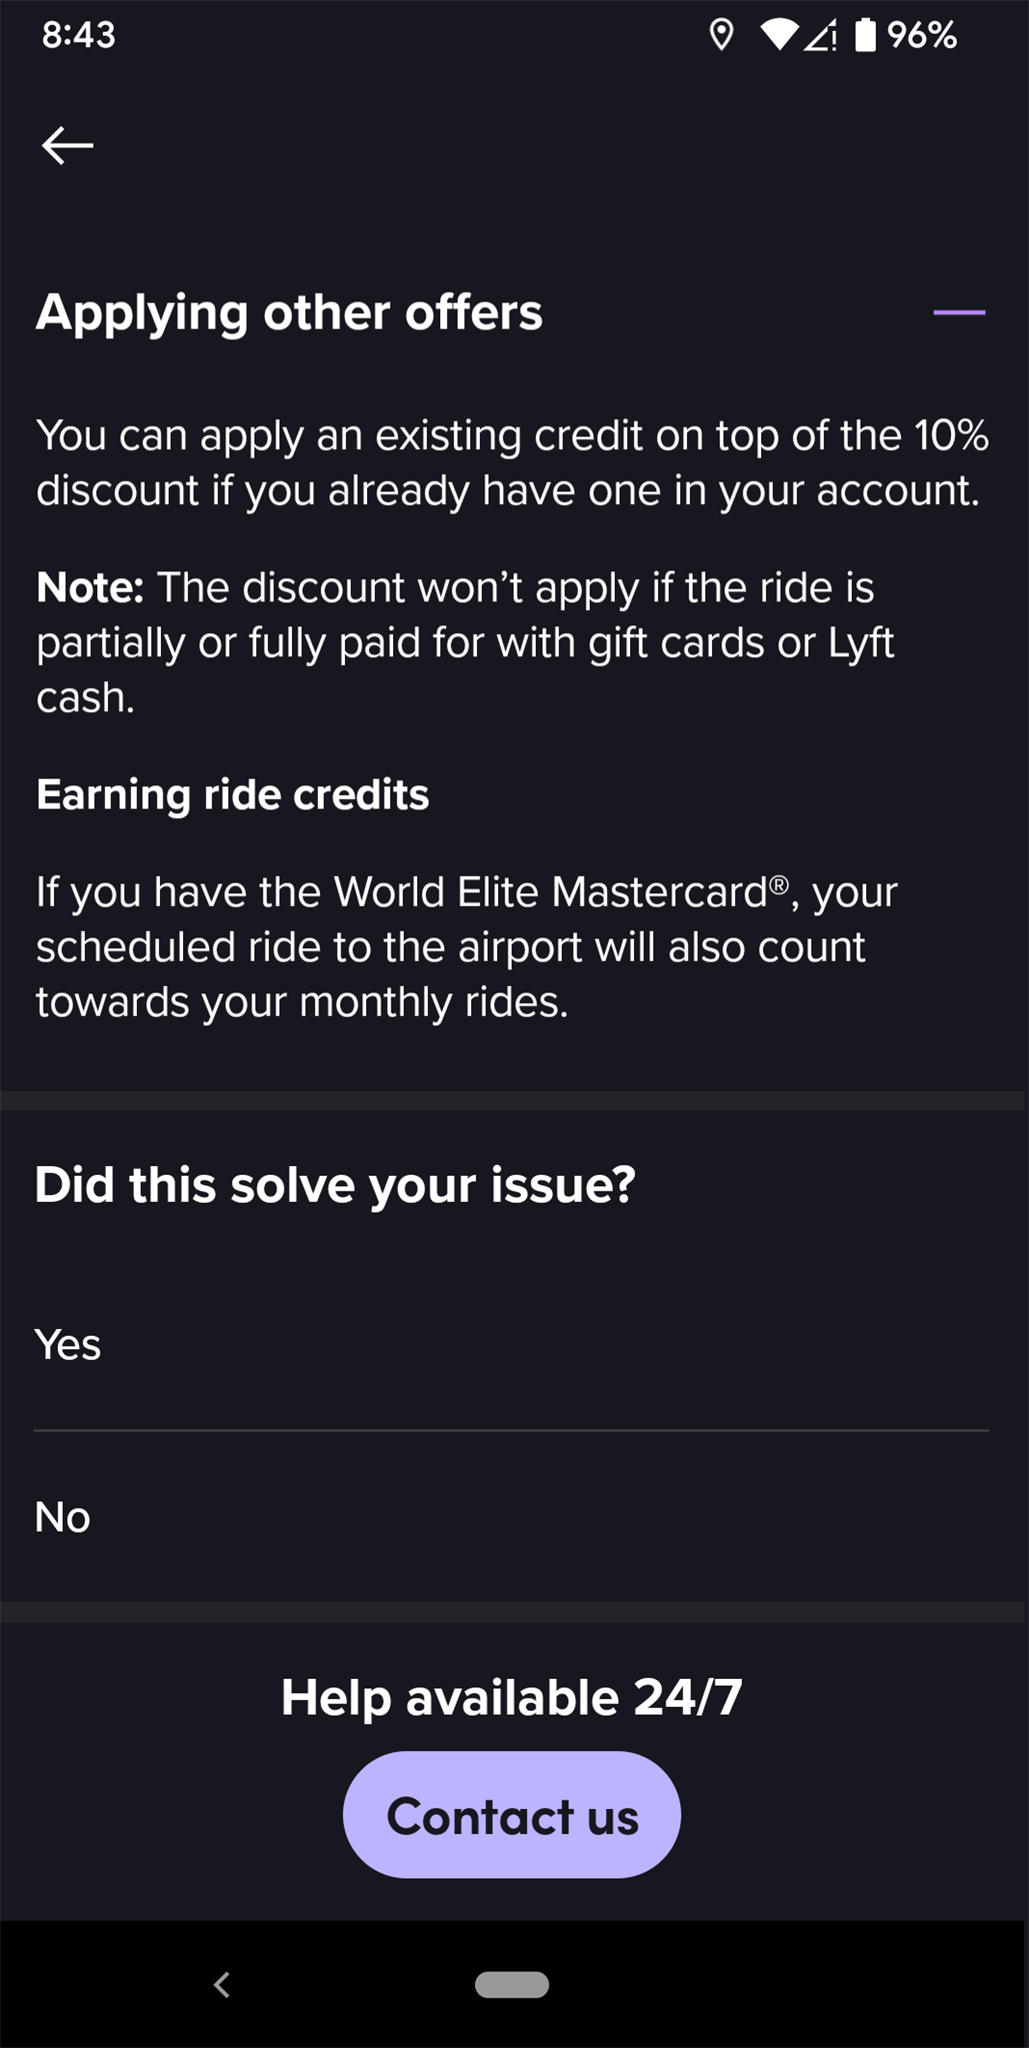 8:43
96%
Applying other offers
You can apply an existing credit on top of the 10%
discount if you already have one in your account.
Note: The discount won’t apply if the ride is
partially or fully paid for with gift cards or Lyft
cash.
Earning ride credits
If you have the World Elite Mastercard®, your
scheduled ride to the airport will also count
towards your monthly rides.
Did this solve your issue?
Yes
No
Help available 24/7
Contact us